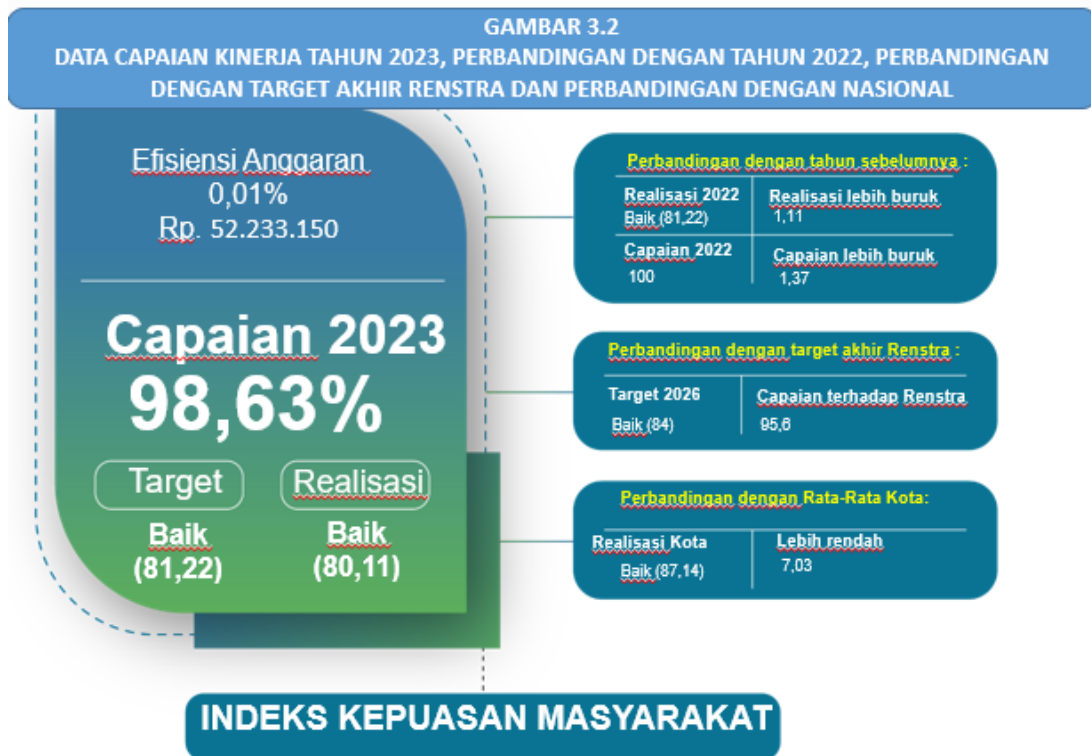 GAMBAR 3.2
DATA CAPAIAN KINERJA TAHUN 2023, PERBANDINGAN DENGAN TAHUN 2022, PERBANDINGAN
DENGAN TARGET AKHIR RENSTRA DAN PERBANDINGAN DENGAN NASIONAL
Efisiensi Anggaran
0,01%
Rp. 52.233.150
Capaian 2023
98,63%
Target
Realisasi
Baik
(81,22)
Baik
(80,11)
Perbandingan dengan tahun sebelumnya :
Realisasi 2022
Baik (81,22)
Realisasi lebih buruk
1,11
Capaian 2022
100
Capaian lebih buruk
1,37
Perbandingan dengan target akhir Renstra :
Target 2026
Baik (84)
Capaian terhadap Renstra
95,6
Perbandingan dengan Rata-Rata Kota:
Realisasi Kota
Baik (87,14)
Lebih rendah
7,03
INDEKS KEPUASAN MASYARAKAT